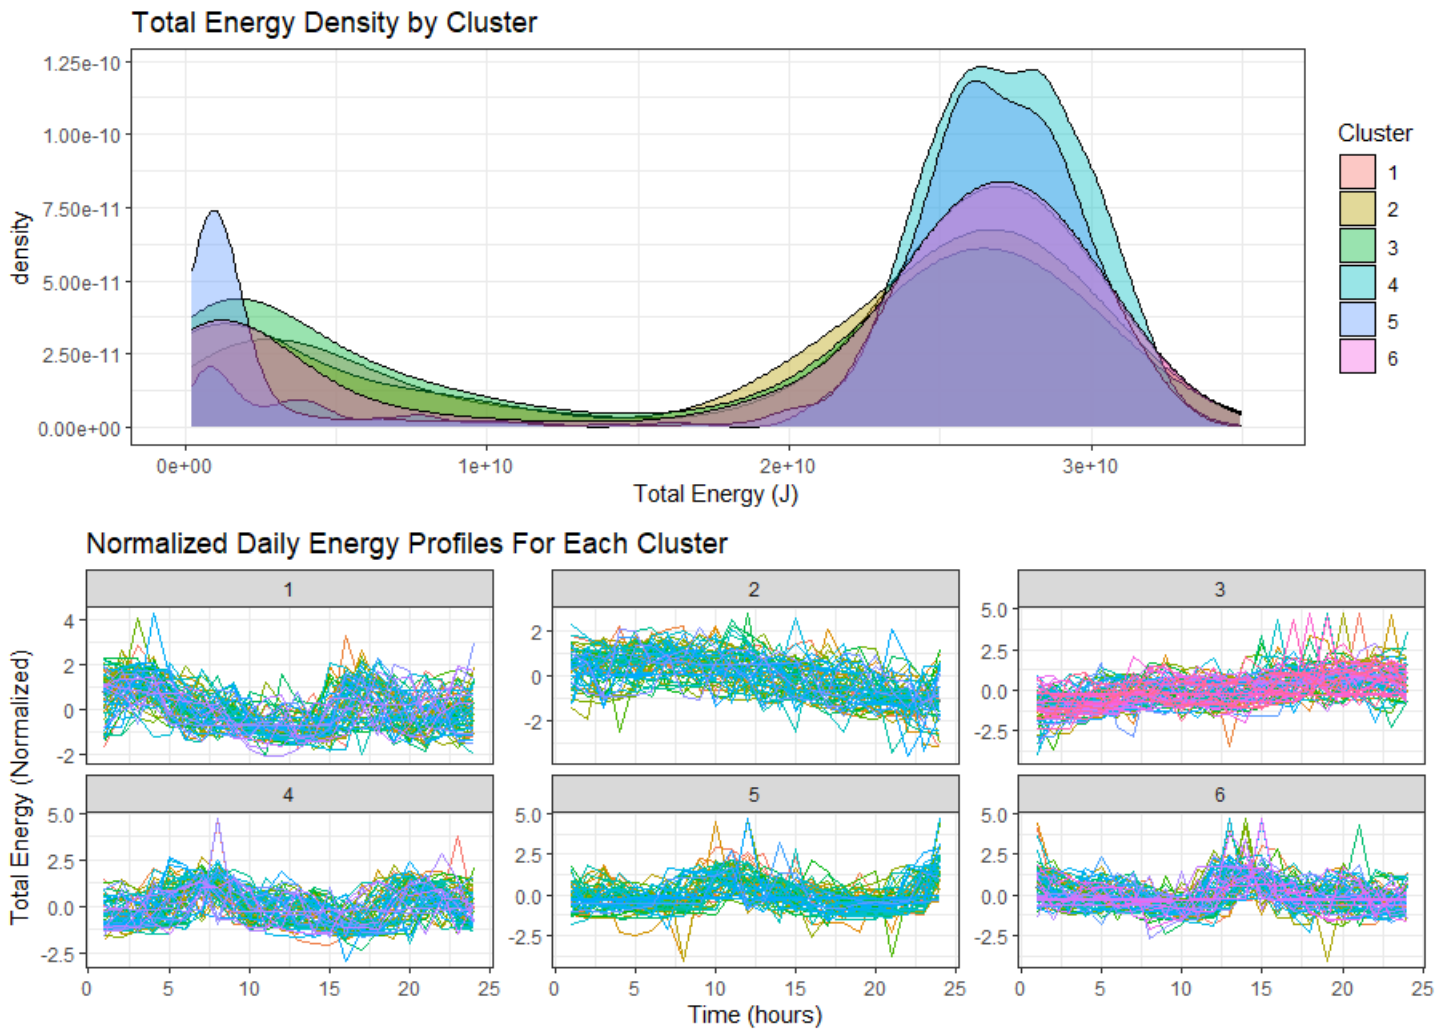 Total Energy Density by Cluster
1.25e-10
1.00e-10
7.50e-11
5.00e-11
2.50e-11
0.00e+00
density
0e+00 1e+10 2e+10 3e+10
Total Energy (J)
Cluster
1
2
3
4
5
6
Normalized Daily Energy Profiles For Each Cluster
Total Energy (Normalized)
1 2 3
4
2
0
-2
2
0
-2
5.0
2.5
0.0
-2.5
4 5 6
5.0
2.5
0.0
-2.5
5.0
2.5
0.0
-2.5
5.0
2.5
0.0
-2.5
0 5 10 15 20 25 0 5 10 15 20 25 0 5 10 15 20 25
Time (hours)